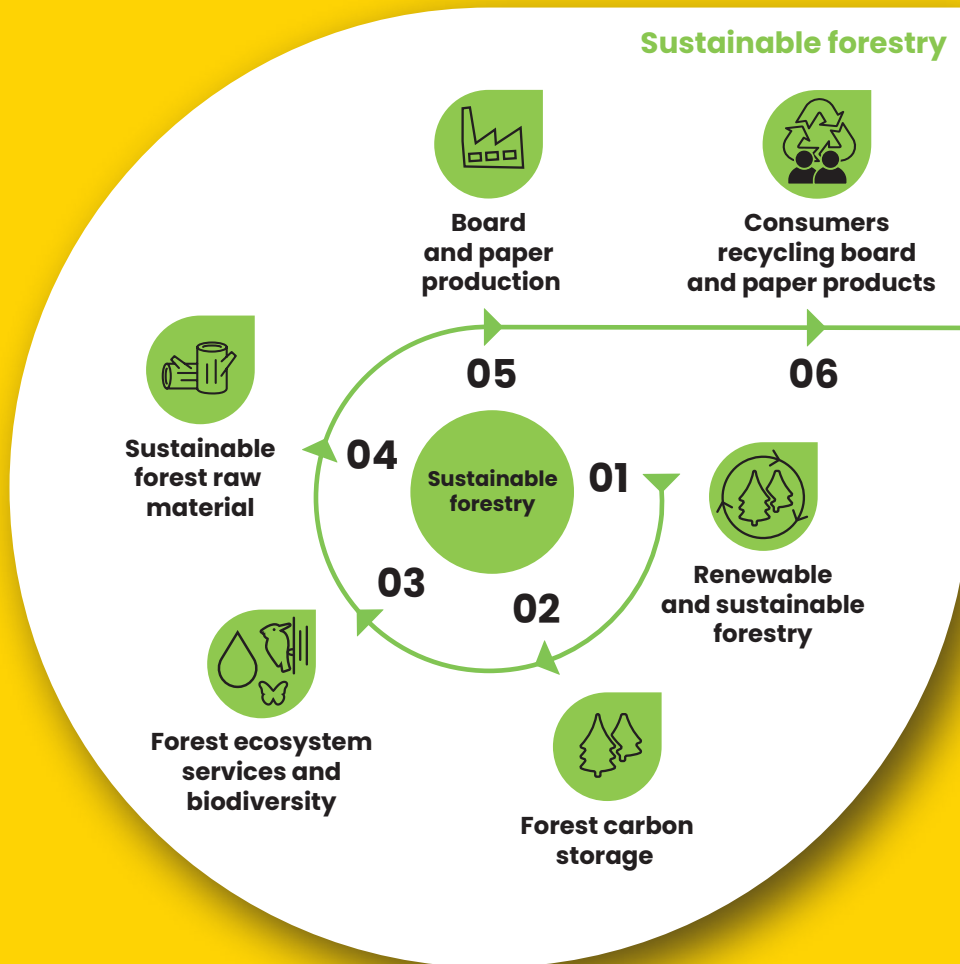 Sustainable forestry
Board
and paper
production
Consumers
recycling board
and paper products
05
06
Sustainable
forest raw
material
04
Sustainable
forestry
01
Renewable
and sustainable
forestry
03
02
Forest ecosystem
services and
biodiversity
Forest carbon
storage